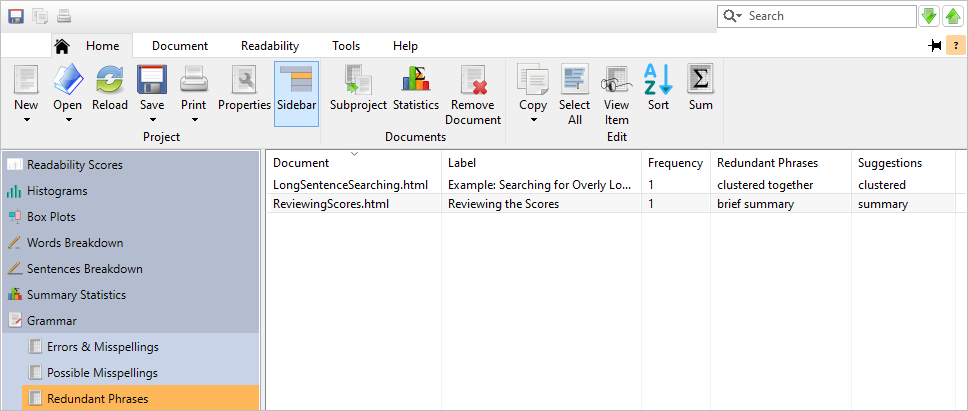 Search
?
Home Document Readability Tools Help
New Open Reload Save Print Properties Sidebar Subproject Statistics Remove Document Copy Select All View Item Sort Sum
Project Documents Edit
Document Label Frequency Redundant Phrases Suggestions
LongSentenceSearching.html Example: Searching for Overly Lo... 1 clustered together clustered
ReviewingScores.html Reviewing the Scores 1 brief summary summary
Readability Scores
Histograms
Box Plots
Words Breakdown
Sentences Breakdown
Summary Statistics
Grammar
Errors & Misspellings
Possible Misspellings
Redundant Phrases